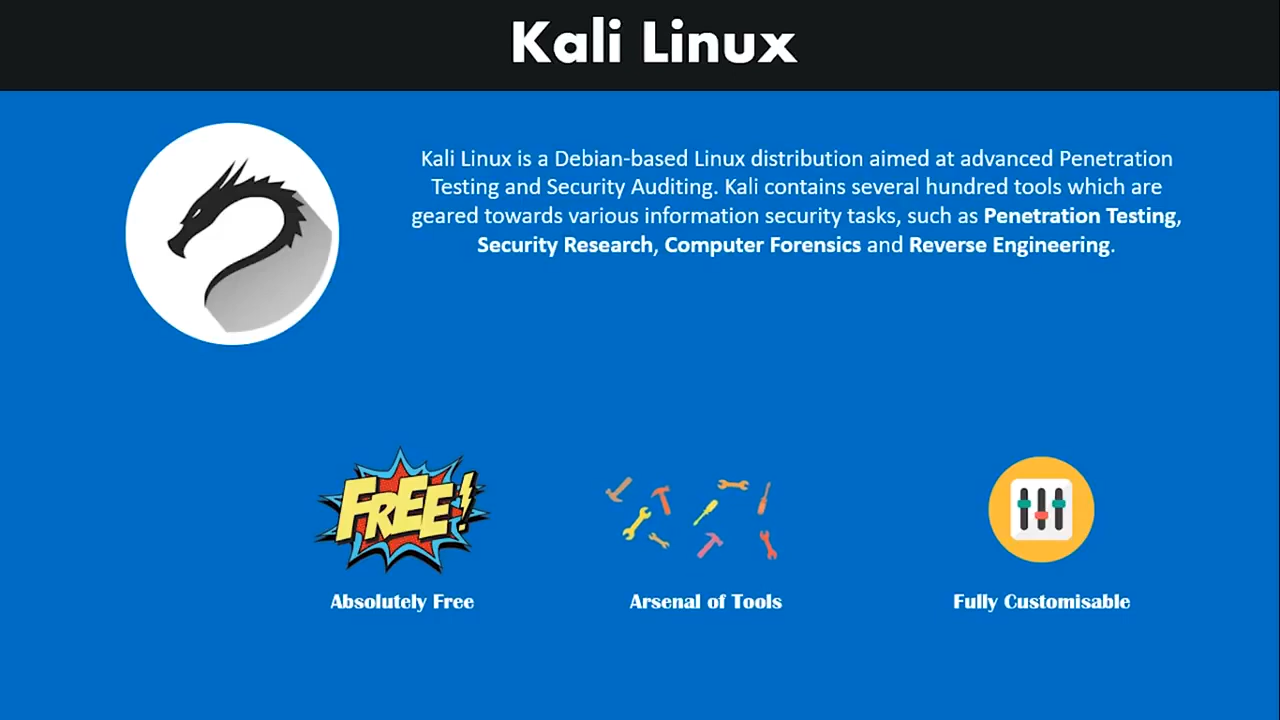 Kali Linux
Kali Linux is a Debian-based Linux distribution aimed at advanced Penetration
Testing and Security Auditing. Kali contains several hundred tools which are
geared towards various information security tasks, such as Penetration Testing,
Security Research, Computer Forensics and Reverse Engineering.
FREE!
Absolutely Free
Arsenal of Tools
Fully Customisable